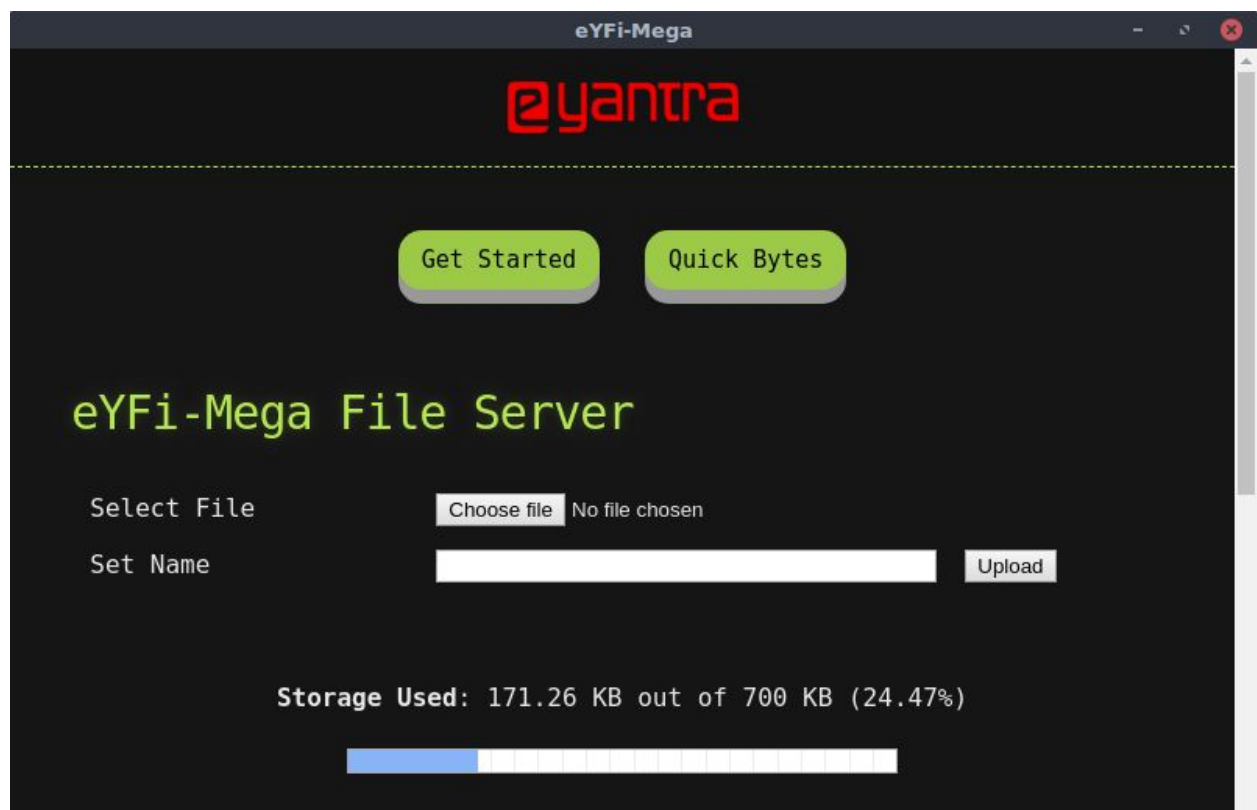 eYFi-Mega
eyantra
Get Started
Quick Bytes
eYFi-Mega File Server
Select File
Choose file No file chosen
Set Name
Upload
Storage Used: 171.26 KB out of 700 KB (24.47%)